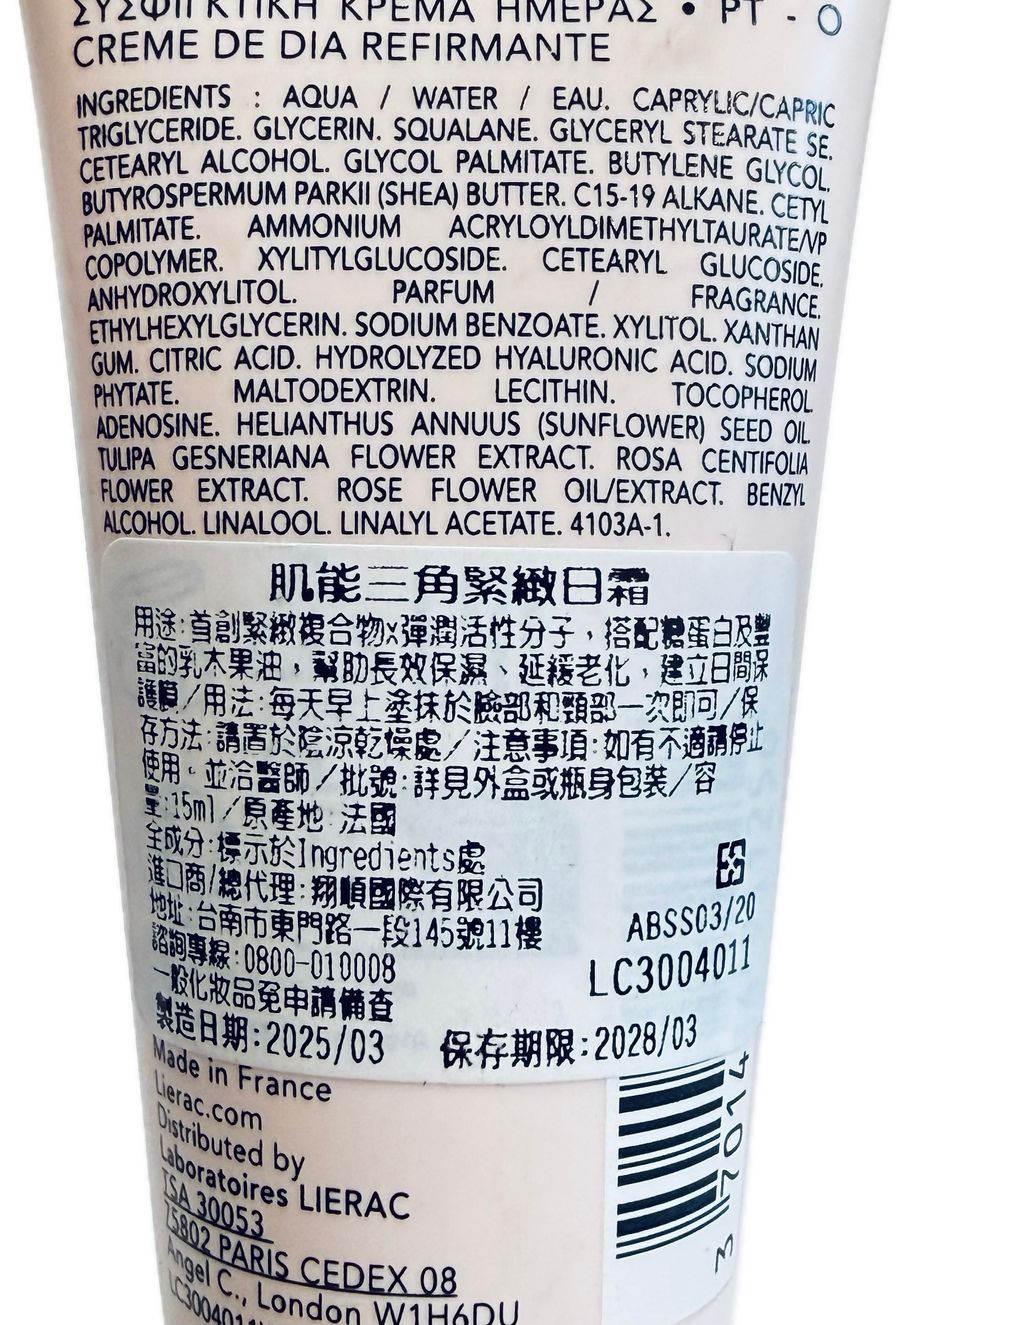 ΣΥΣΦΙΓΚΤΙΚΗ ΚΡΕΜΑ ΗΜΕΡΑΣ • PT - O
CREME DE DIA REFIRMANTE
INGREDIENTS : AQUA / WATER / EAU. CAPRYLIC/CAPRIC
TRIGLYCERIDE. GLYCERIN. SQUALANE. GLYCERYL STEARATE SE.
CETEARYL ALCOHOL. GLYCOL PALMITATE. BUTYLENE GLYCOL.
BUTYROSPERMUM PARKII (SHEA) BUTTER. C15-19 ALKANE. CETYL
PALMITATE. AMMONIUM ACRYLOYLDIMETHYLTAURATE/VP
COPOLYMER. XYLITYLGLUCOSIDE. CETEARYL GLUCOSIDE.
ANHYDROXYLITOL. PARFUM / FRAGRANCE.
ETHYLHEXYLGLYCERIN. SODIUM BENZOATE. XYLITOL. XANTHAN
GUM. CITRIC ACID. HYDROLYZED HYALURONIC ACID. SODIUM
PHYTATE. MALTODEXTRIN. LECITHIN. TOCOPHEROL.
ADENOSINE. HELIANTHUS ANNUUS (SUNFLOWER) SEED OIL.
TULIPA GESNERIANA FLOWER EXTRACT. ROSA CENTIFOLIA
FLOWER EXTRACT. ROSE FLOWER OIL/EXTRACT. BENZYL
ALCOHOL. LINALOOL. LINALYL ACETATE. 4103A-1.
肌能三角緊緻日霜
用途:首創緊緻複合物x彈潤活性分子，搭配糖蛋白及豐
富的乳木果油，幫助長效保濕、延緩老化，建立日間保
護膜／用法:每天早上塗抹於臉部和頸部一次即可／保
存方法:請置於陰涼乾燥處／注意事項:如有不適請停止
使用。並洽醫師／批號:詳見外盒或瓶身包裝／容
量:15ml／原產地:法國
全成分:標示於Ingredients處
進口商/總代理:翔順國際有限公司
地址:台南市東門路一段145號11樓
ABSS03/20
諮詢專線:0800-010008
LC3004011
一般化妝品免申請備查
製造日期:2025/03 保存期限:2028/03
Made in France
Lierac.com
Distributed by
Laboratoires LIERAC
TSA 30053
75802 PARIS CEDEX 08
Angel C., London W1H6DU
3 7014